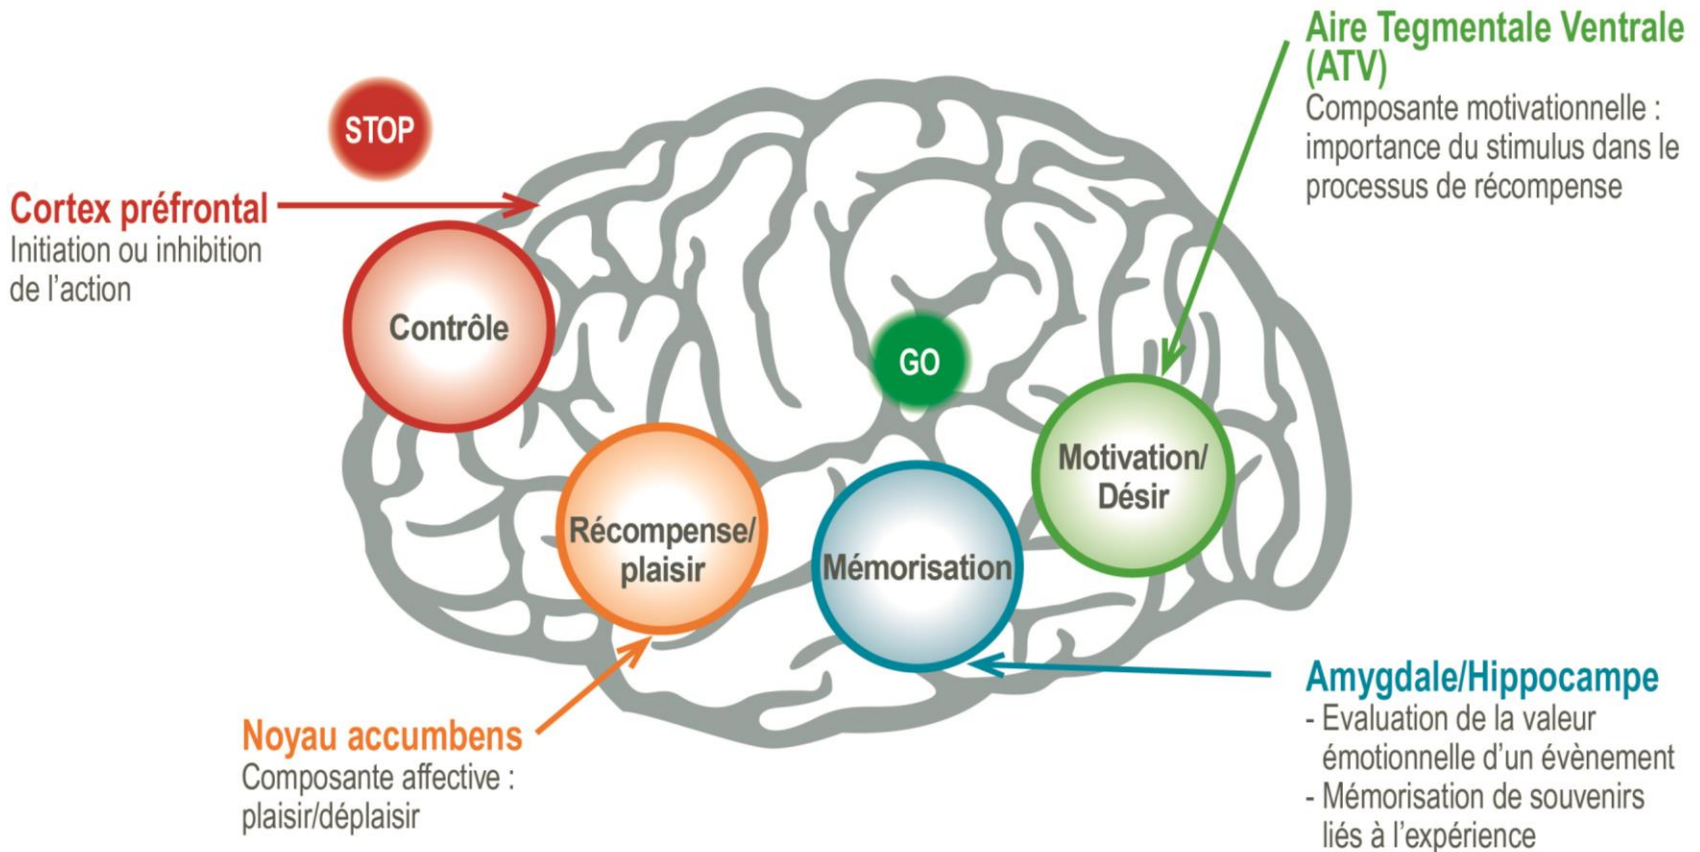 Aire Tegmentale Ventrale
(ATV)
Composante motivationnelle :
importance du stimulus dans le
processus de récompense
STOP
Cortex préfrontal
Initiation ou inhibition
de l’action
Contrôle
GO
Motivation/
Désir
Récompense/
plaisir
Mémorisation
Noyau accumbens
Composante affective :
plaisir/déplaisir
Amygdale/Hippocampe
- Evaluation de la valeur
émotionnelle d’un évènement
- Mémorisation de souvenirs
liés à l’expérience